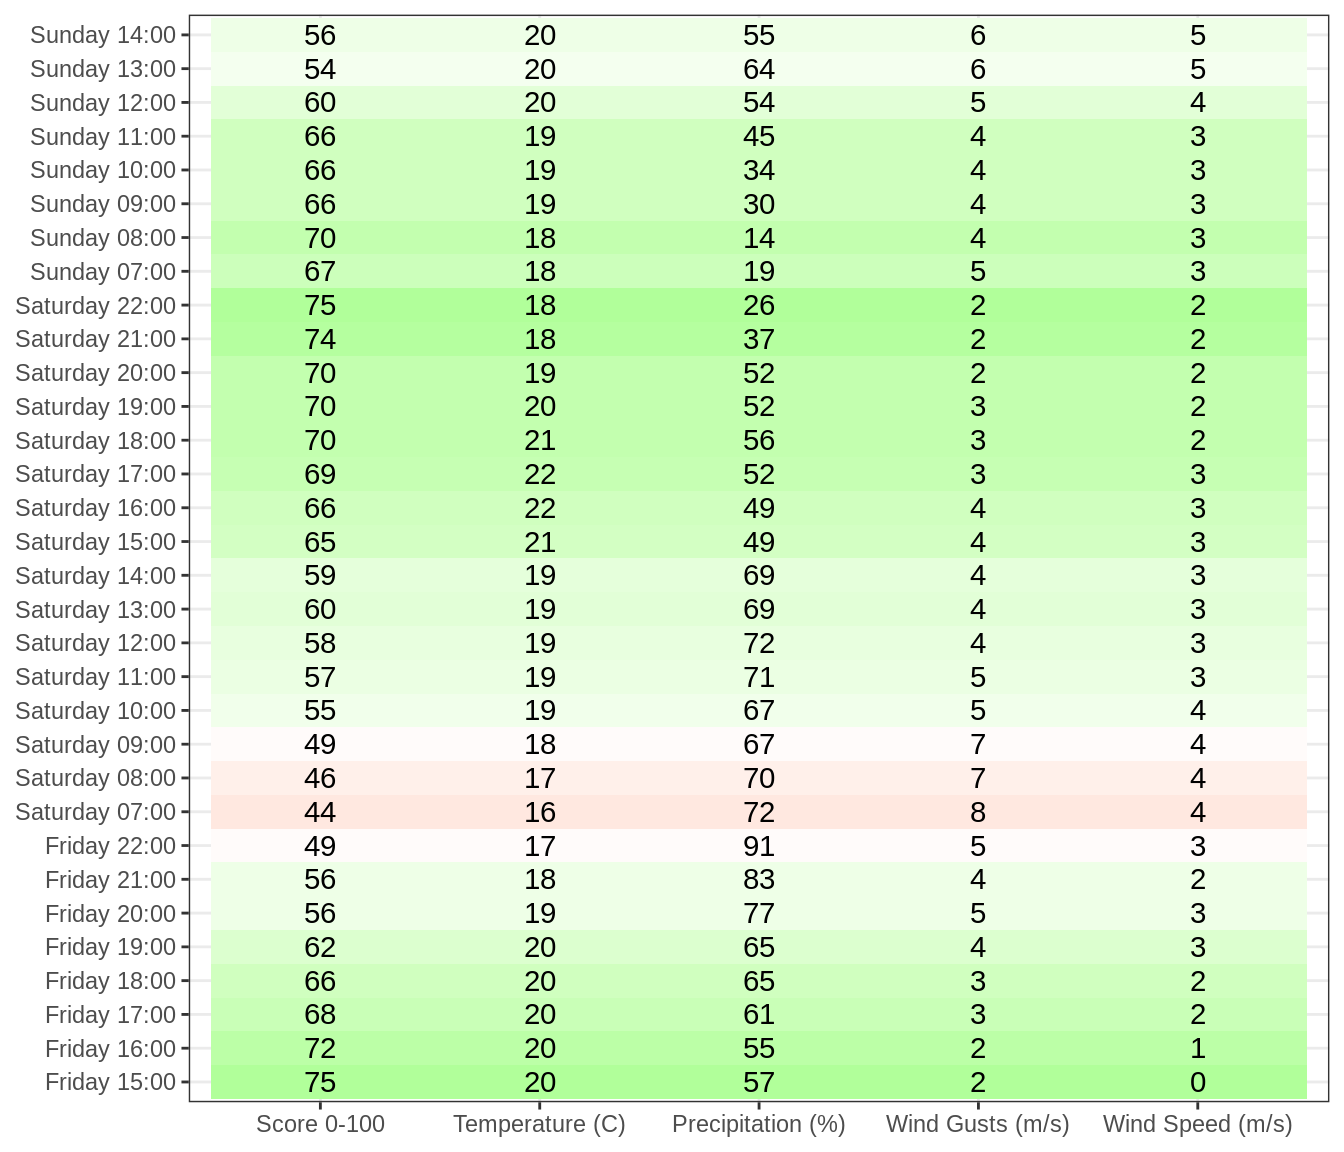 Sunday 14:00 56 20 55 6 5
Sunday 13:00 54 20 64 6 5
Sunday 12:00 60 20 54 5 4
Sunday 11:00 66 19 45 4 3
Sunday 10:00 66 19 34 4 3
Sunday 09:00 66 19 30 4 3
Sunday 08:00 70 18 14 4 3
Sunday 07:00 67 18 19 5 3
Saturday 22:00 75 18 26 2 2
Saturday 21:00 74 18 37 2 2
Saturday 20:00 70 19 52 2 2
Saturday 19:00 70 20 52 3 2
Saturday 18:00 70 21 56 3 2
Saturday 17:00 69 22 52 3 3
Saturday 16:00 66 22 49 4 3
Saturday 15:00 65 21 49 4 3
Saturday 14:00 59 19 69 4 3
Saturday 13:00 60 19 69 4 3
Saturday 12:00 58 19 72 4 3
Saturday 11:00 57 19 71 5 3
Saturday 10:00 55 19 67 5 4
Saturday 09:00 49 18 67 7 4
Saturday 08:00 46 17 70 7 4
Saturday 07:00 44 16 72 8 4
Friday 22:00 49 17 91 5 3
Friday 21:00 56 18 83 4 2
Friday 20:00 56 19 77 5 3
Friday 19:00 62 20 65 4 3
Friday 18:00 66 20 65 3 2
Friday 17:00 68 20 61 3 2
Friday 16:00 72 20 55 2 1
Friday 15:00 75 20 57 2 0
Score 0-100 Temperature (C) Precipitation (%) Wind Gusts (m/s) Wind Speed (m/s)